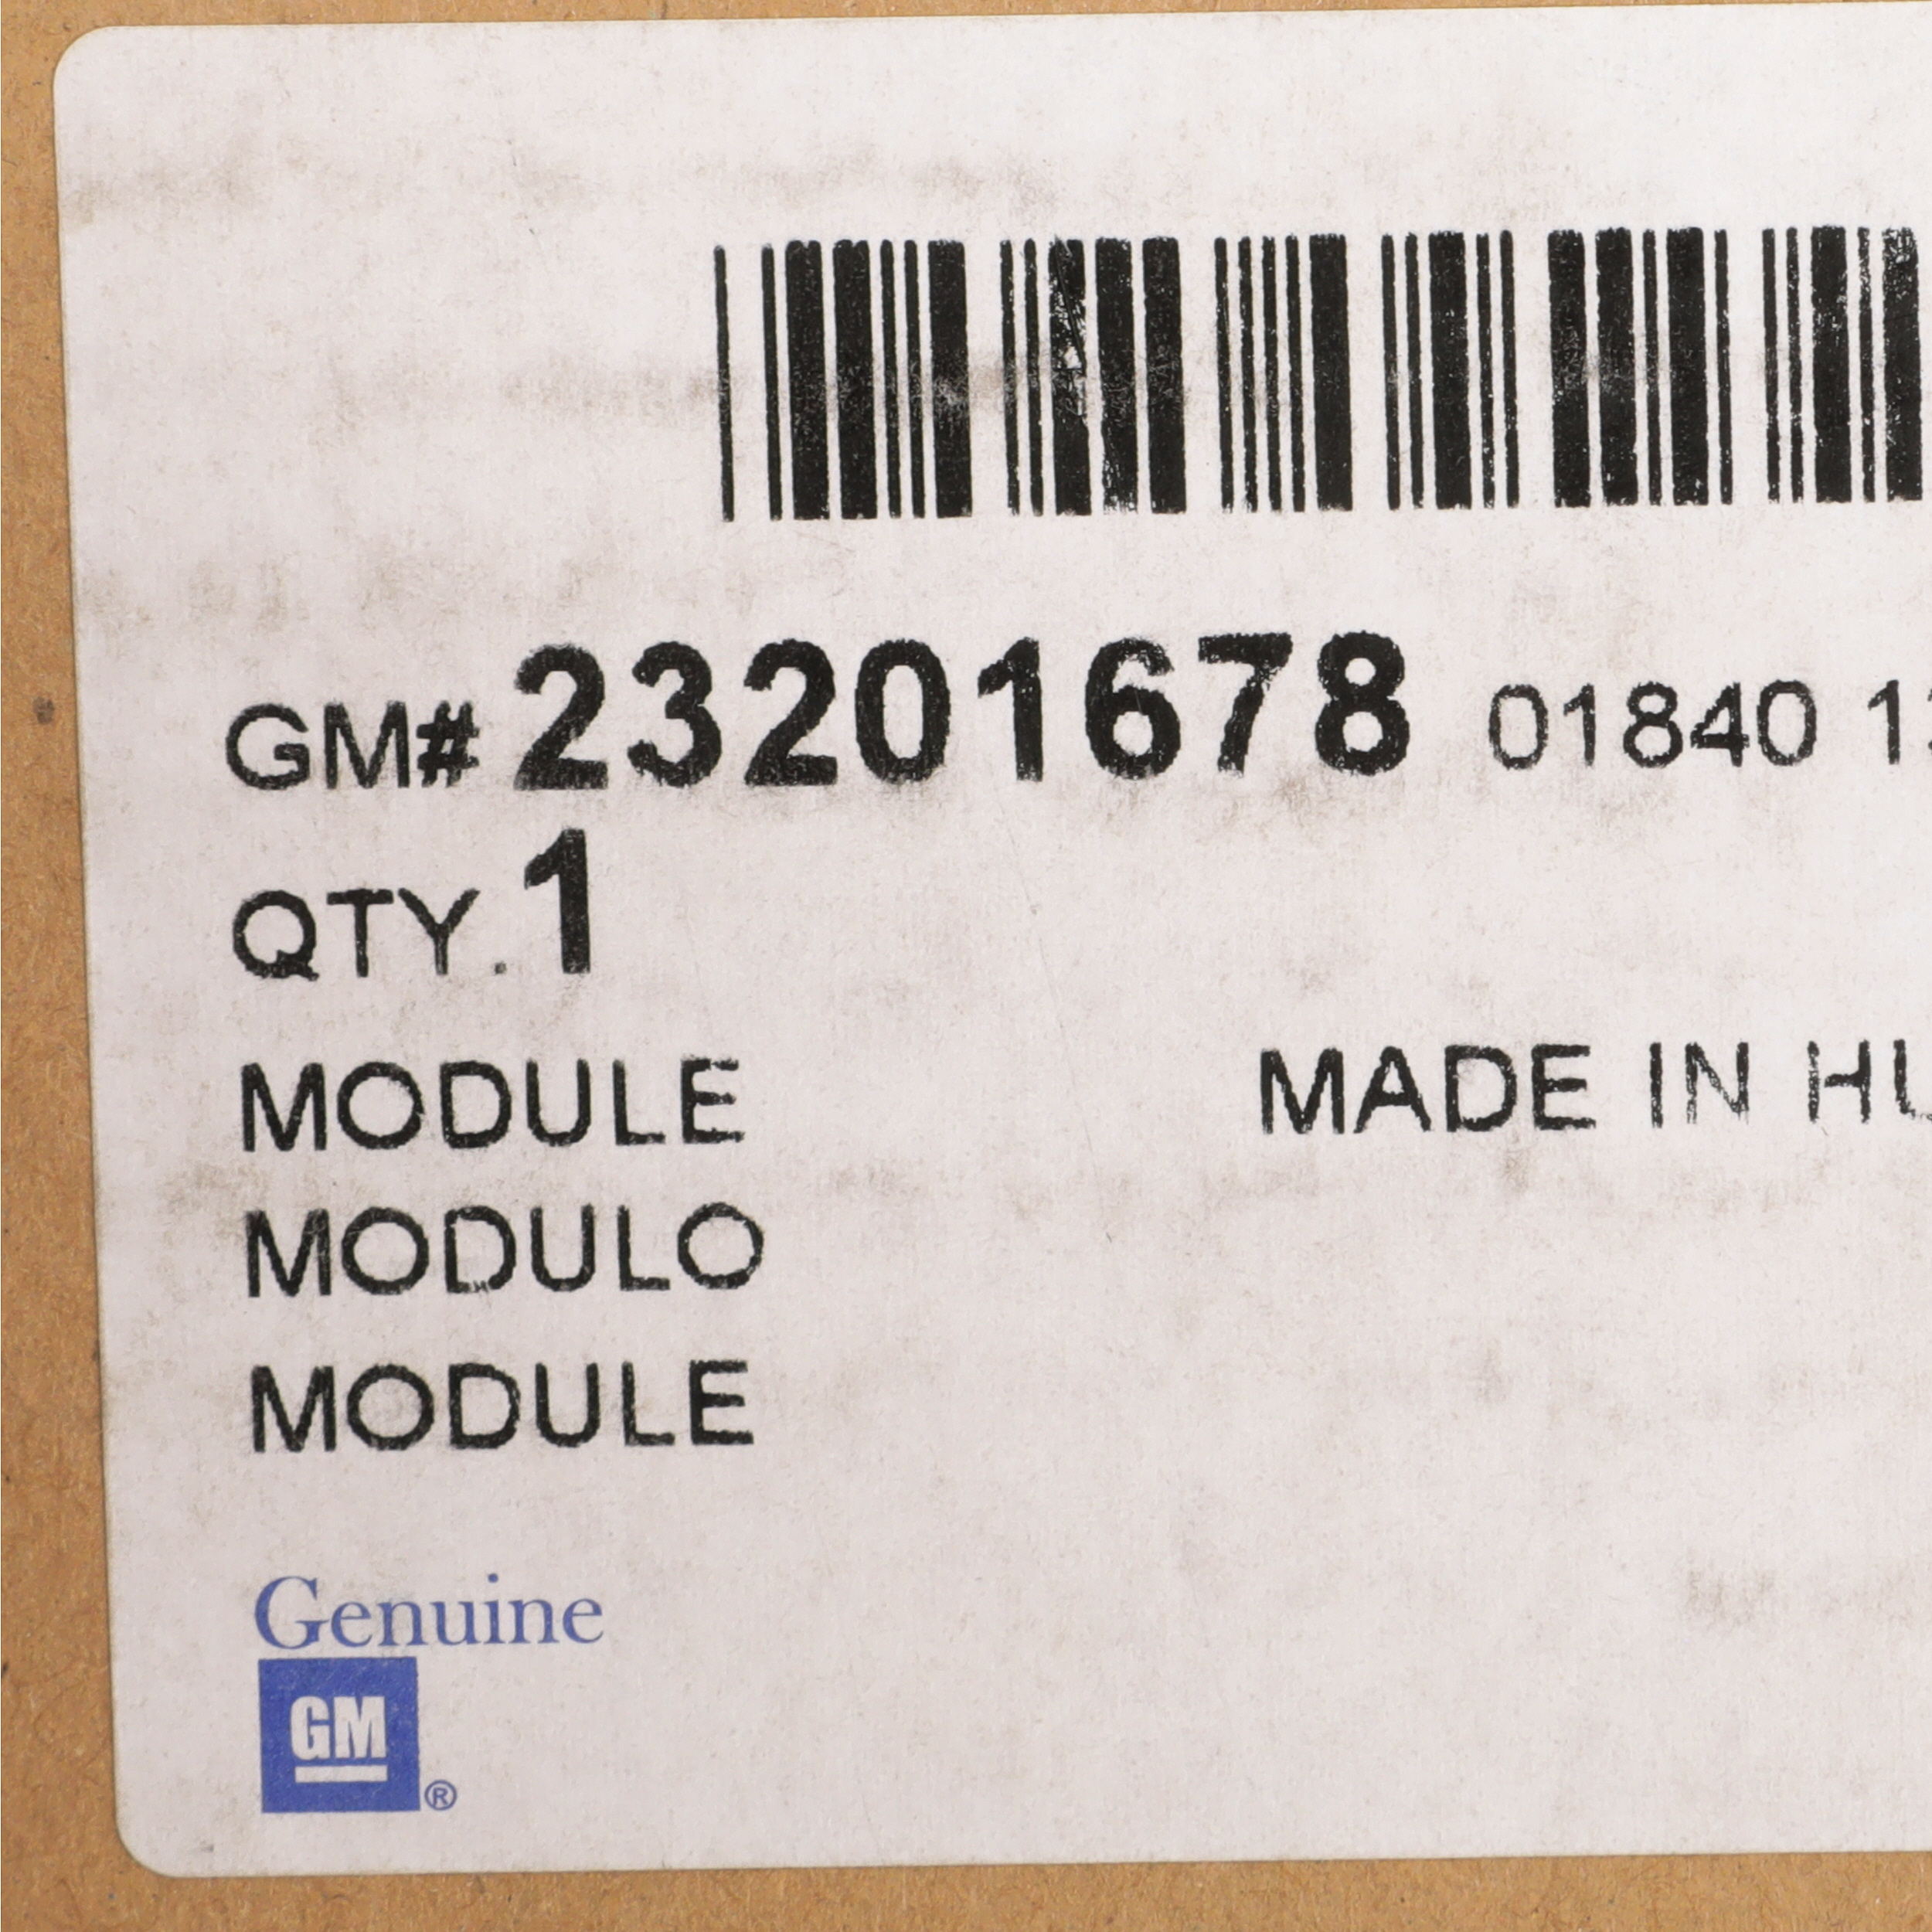 GM# 23201678 01840
QTY. 1
MODULE MADE IN
MODULO
MODULE
Genuine
GM
®